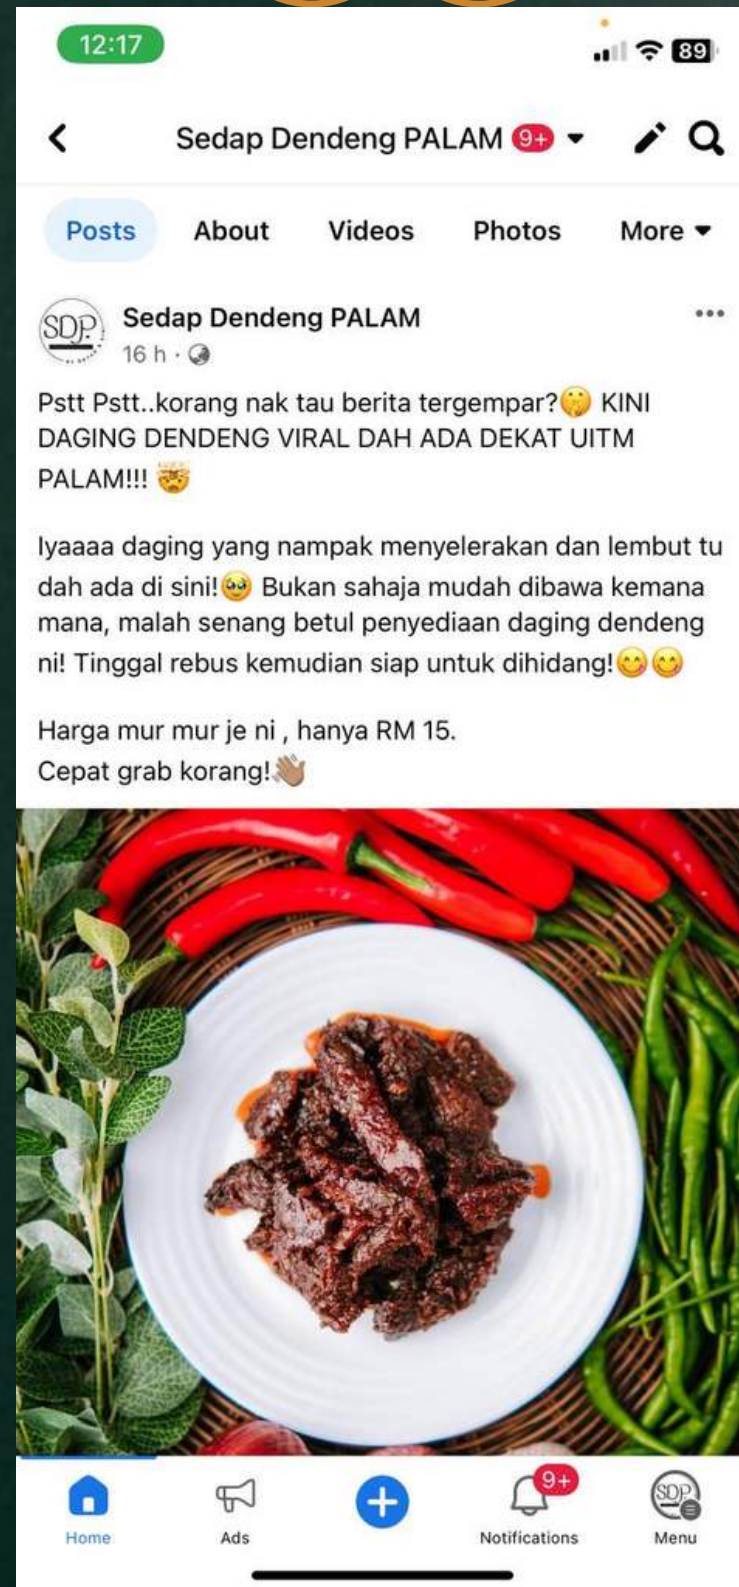 12:17
89
Sedap Dendeng PALAM 9+
Posts About Videos Photos More
SDP.
Sedap Dendeng PALAM
16 h ·
Pstt Pstt..korang nak tau berita tergempar?🤫 KINI
DAGING DENDENG VIRAL DAH ADA DEKAT UITM
PALAM!!! 🤯
Iyaaaa daging yang nampak menyelerakan dan lembut tu
dah ada di sini!🥹 Bukan sahaja mudah dibawa kemana
mana, malah senang betul penyediaan daging dendeng
ni! Tinggal rebus kemudian siap untuk dihidang!😋😋
Harga mur mur je ni , hanya RM 15.
Cepat grab korang!👋🏽
9+
SDP
Home Ads Notifications Menu